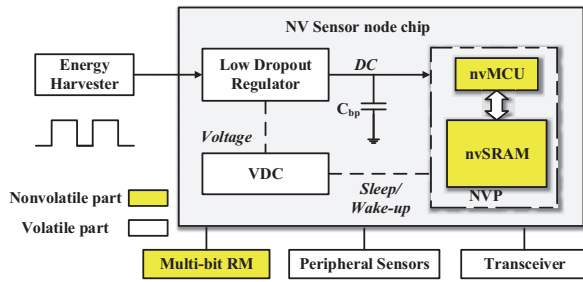 NV Sensor node chip
Energy
Harvester
Low Dropout
Regulator
DC
nvMCU
C_bp
Voltage
nvSRAM
VDC
Sleep/
Wake-up
NVP
Nonvolatile part
Volatile part
Multi-bit RM
Peripheral Sensors
Transceiver